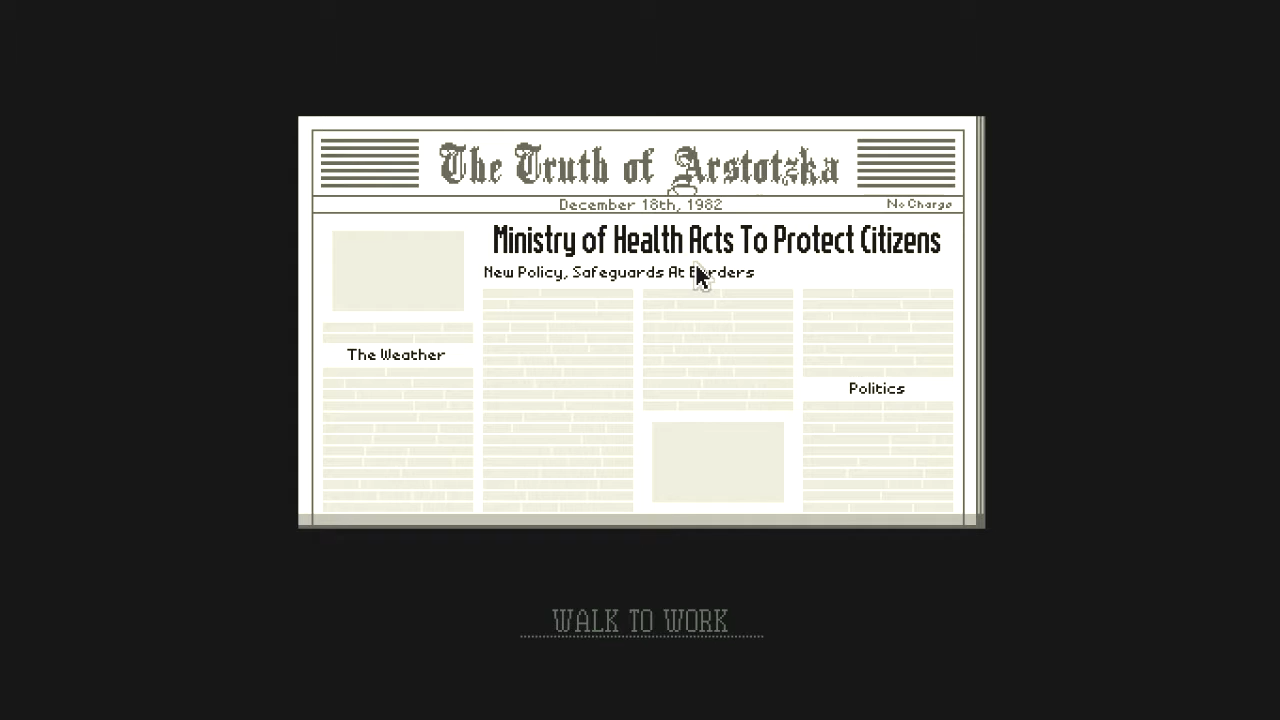 The Truth of Arstotzka
December 18th, 1982
No Charge
Ministry of Health Acts To Protect Citizens
New Policy, Safeguards At Borders
The Weather
Politics
WALK TO WORK